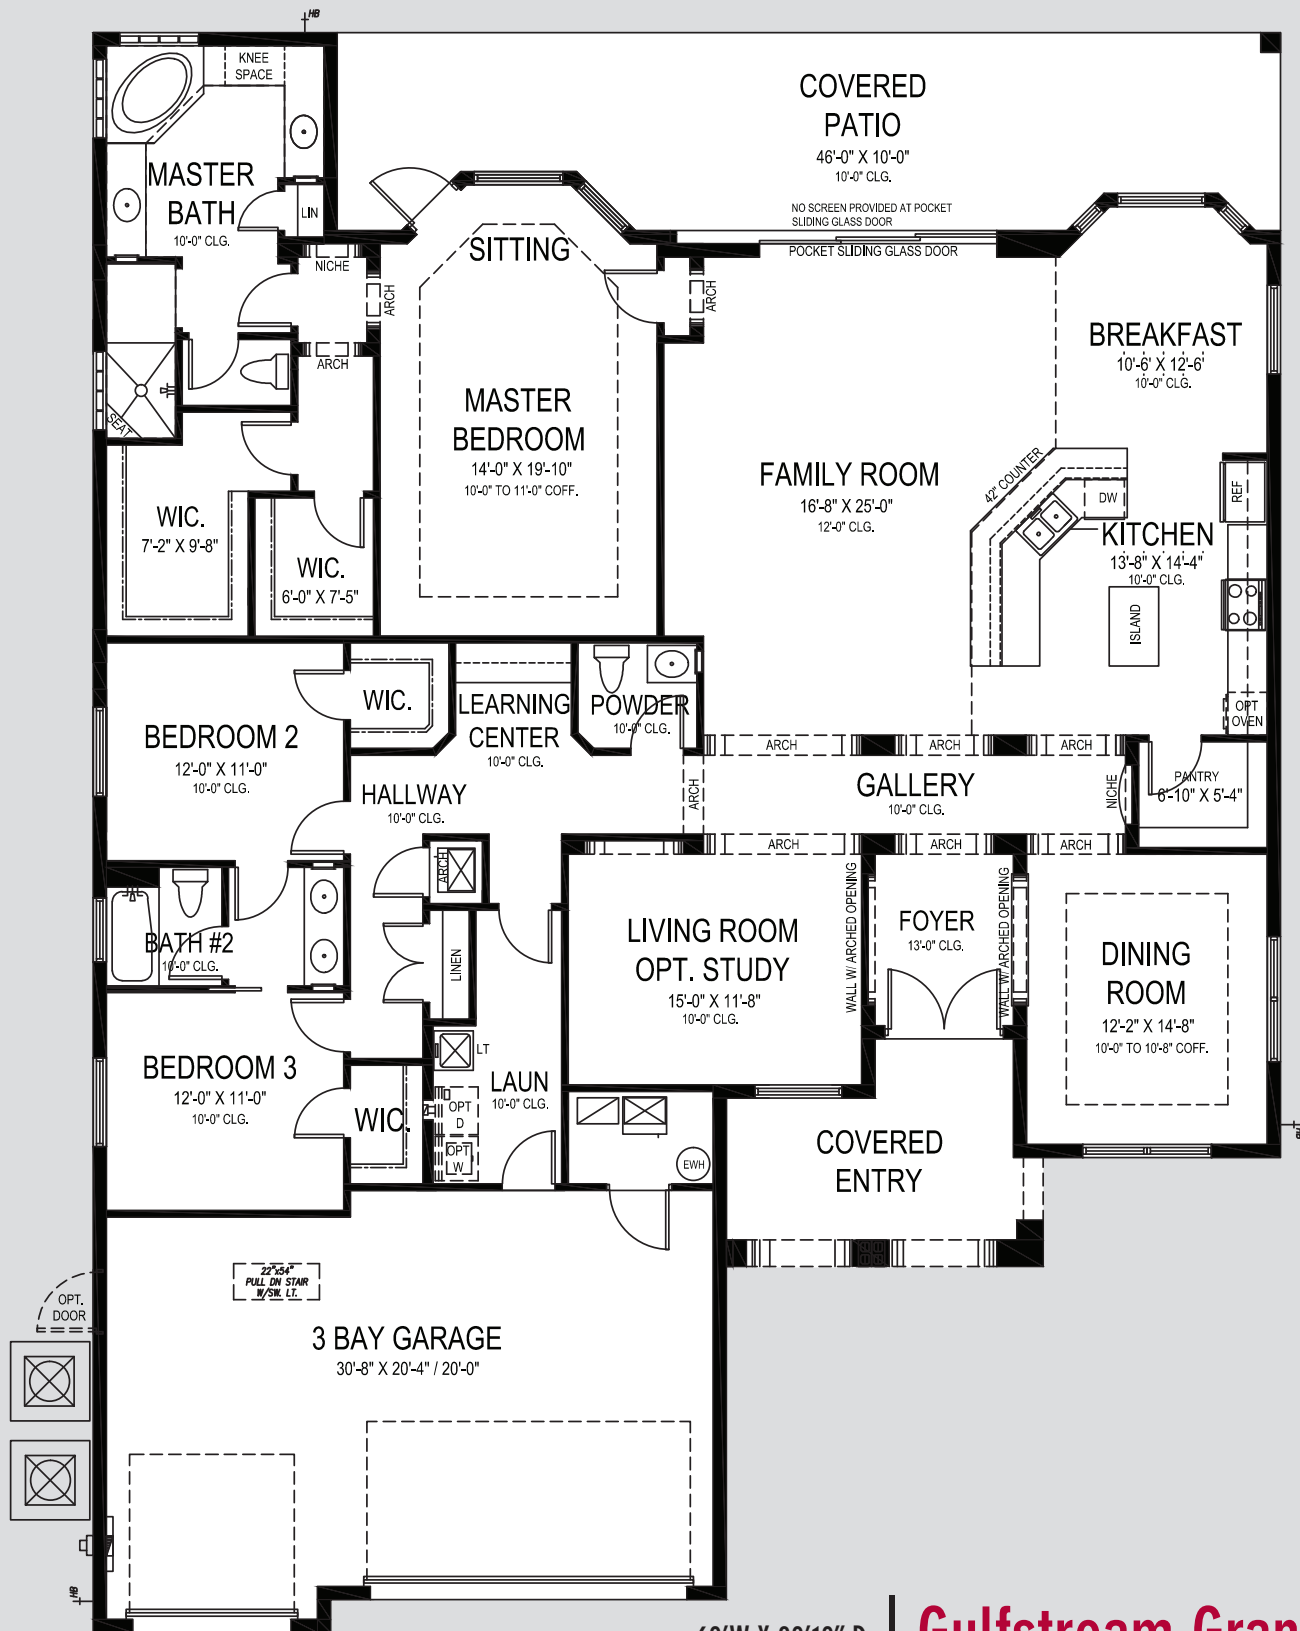 HB
KNEE
SPACE
COVERED
PATIO
46'-0" X 10'-0"
10'-0" CLG.
MASTER
BATH
10'-0" CLG.
LIN
NO SCREEN PROVIDED AT POCKET
SLIDING GLASS DOOR
POCKET SLIDING GLASS DOOR
SITTING
NICHE
ARCH
ARCH
ARCH
BREAKFAST
10'-6' X 12'-6'
10'-0" CLG.
SEAT
MASTER
BEDROOM
14'-0" X 19'-10"
10'-0" TO 11'-0" COFF.
FAMILY ROOM
16'-8" X 25'-0"
12'-0" CLG.
42" COUNTER
DW
REF
KITCHEN
13'-8" X 14'-4"
10'-0" CLG.
ISLAND
OPT
OVEN
WIC.
7'-2" X 9'-8"
WIC.
6'-0" X 7'-5"
WIC.
LEARNING
CENTER
10'-0" CLG.
POWDER
10'-0" CLG.
BEDROOM 2
12'-0" X 11'-0"
10'-0" CLG.
HALLWAY
10'-0" CLG.
ARCH
ARCH
ARCH
ARCH
GALLERY
10'-0" CLG.
NICHE
PANTRY
6'-10" X 5'-4"
ARCH
ARCH
ARCH
ARCH
BATH #2
10'-0" CLG.
LINEN
LIVING ROOM
OPT. STUDY
15'-0" X 11'-8"
10'-0" CLG.
WALL W/ ARCHED OPENING
FOYER
13'-0" CLG.
WALL W/ ARCHED OPENING
DINING
ROOM
12'-2" X 14'-8"
10'-0" TO 10'-8" COFF.
BEDROOM 3
12'-0" X 11'-0"
10'-0" CLG.
LT
LAUN
10'-0" CLG.
WIC.
OPT
D
OPT
W
EWH
COVERED
ENTRY
HB
22"x54"
PULL DN STAIR
W/SW. LT.
OPT.
DOOR
3 BAY GARAGE
30'-8" X 20'-4" / 20'-0"
HB
Gulfstream Gran